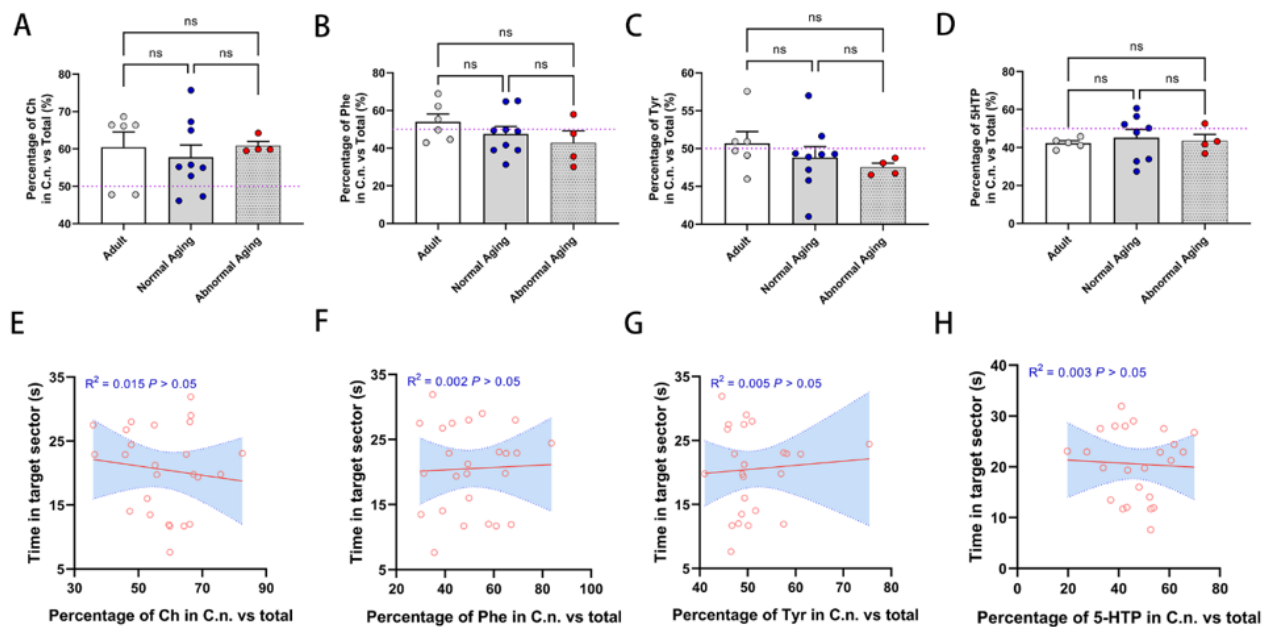 A
B
C
D
ns
ns
ns
Percentage of Ch
in C.n. vs Total (%)
80
70
60
50
40
Adult
Normal Aging
Abnormal Aging
ns
ns
ns
Percentage of Phe
in C.n. vs Total (%)
80
60
40
20
0
Adult
Normal Aging
Abnormal Aging
ns
ns
ns
Percentage of Tyr
in C.n. vs Total (%)
60
55
50
45
40
Adult
Normal Aging
Abnormal Aging
ns
ns
ns
Percentage of 5HTP
in C.n. vs Total (%)
80
60
40
20
0
Adult
Normal Aging
Abnormal Aging
E
F
G
H
R² = 0.015 P > 0.05
Time in target sector (s)
35
25
15
5
30
50
70
90
Percentage of Ch in C.n. vs total
R² = 0.002 P > 0.05
Time in target sector (s)
35
25
15
5
20
40
60
80
100
Percentage of Phe in C.n. vs total
R² = 0.005 P > 0.05
Time in target sector (s)
35
25
15
5
40
50
60
70
80
Percentage of Tyr in C.n. vs total
R² = 0.003 P > 0.05
Time in target sector (s)
40
30
20
10
0
0
20
40
60
80
Percentage of 5-HTP in C.n. vs total